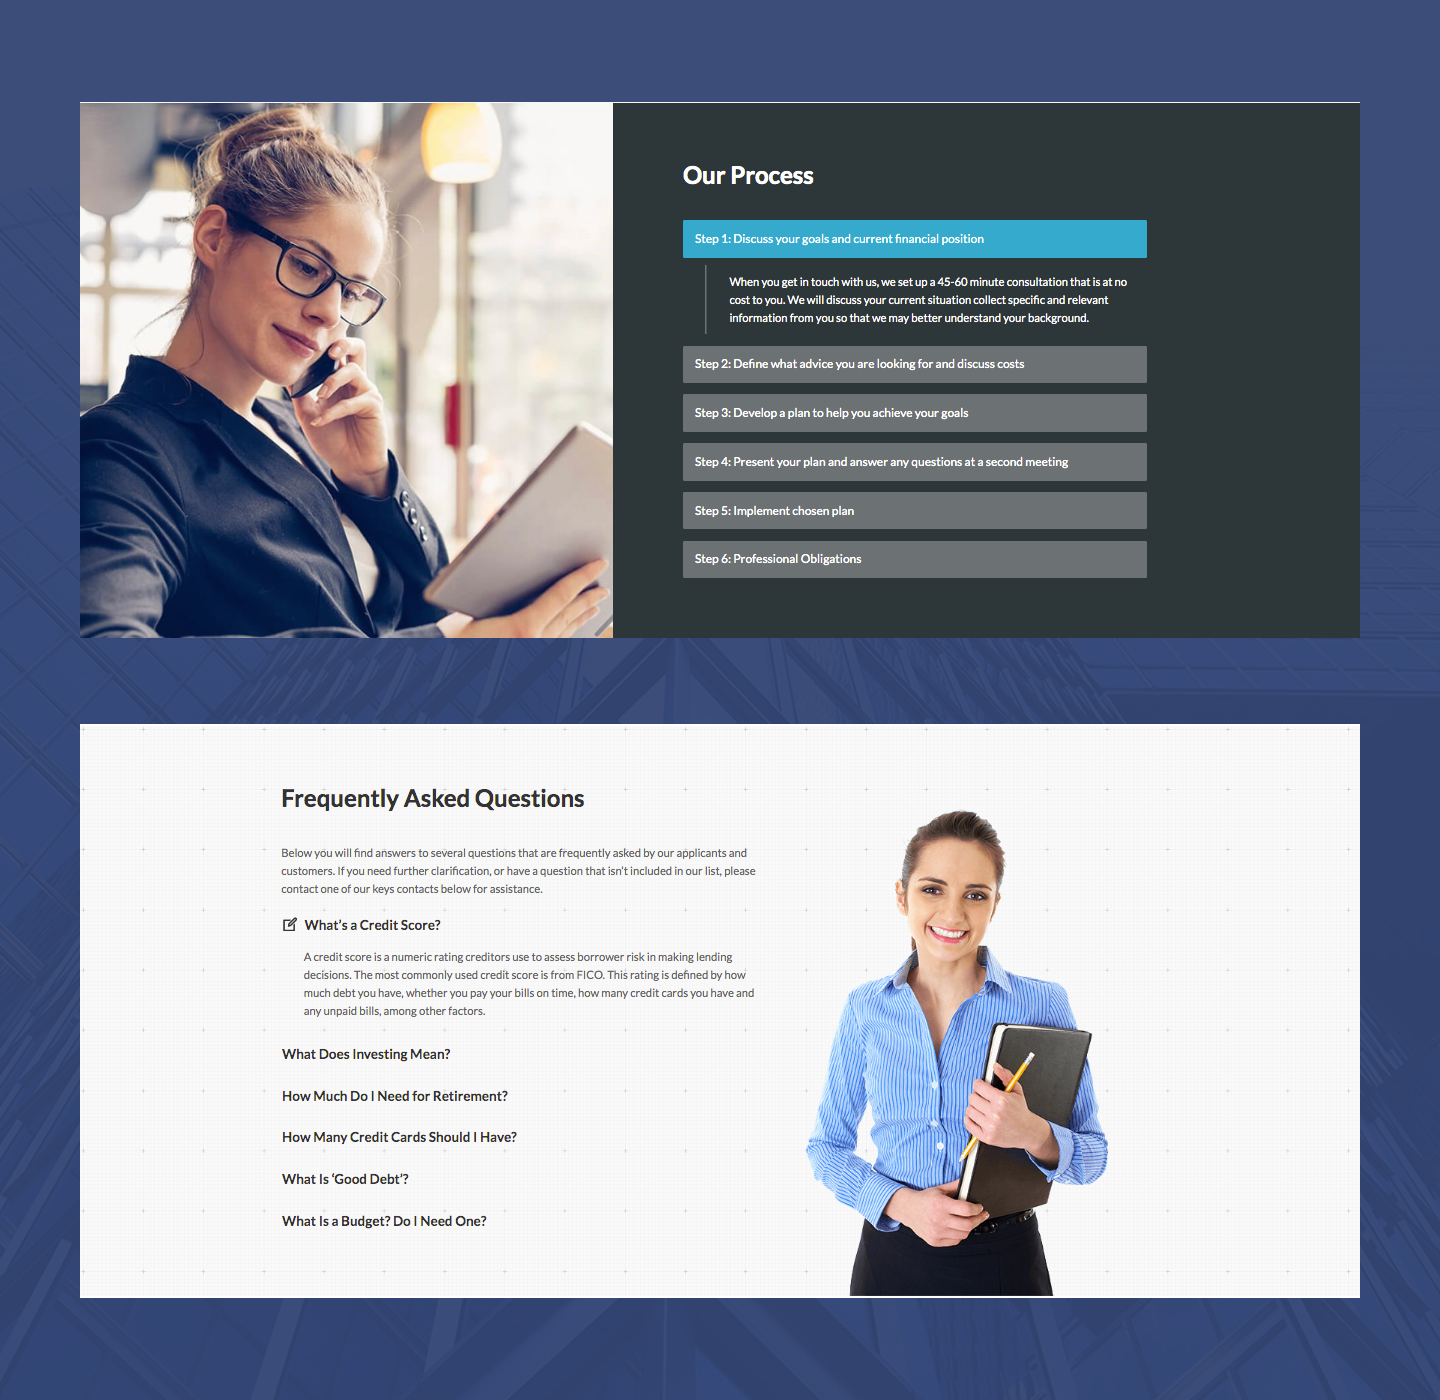 Our Process
Step 1: Discuss your goals and current financial position
When you get in touch with us, we set up a 45-60 minute consultation that is at no
cost to you. We will discuss your current situation collect specific and relevant
information from you so that we may better understand your background.
Step 2: Define what advice you are looking for and discuss costs
Step 3: Develop a plan to help you achieve your goals
Step 4: Present your plan and answer any questions at a second meeting
Step 5: Implement chosen plan
Step 6: Professional Obligations
Frequently Asked Questions
Below you will find answers to several questions that are frequently asked by our applicants and
customers. If you need further clarification, or have a question that isn't included in our list, please
contact one of our keys contacts below for assistance.
What's a Credit Score?
A credit score is a numeric rating creditors use to assess borrower risk in making lending
decisions. The most commonly used credit score is from FICO. This rating is defined by how
much debt you have, whether you pay your bills on time, how many credit cards you have and
any unpaid bills, among other factors.
What Does Investing Mean?
How Much Do I Need for Retirement?
How Many Credit Cards Should I Have?
What Is ‘Good Debt’?
What Is a Budget? Do I Need One?